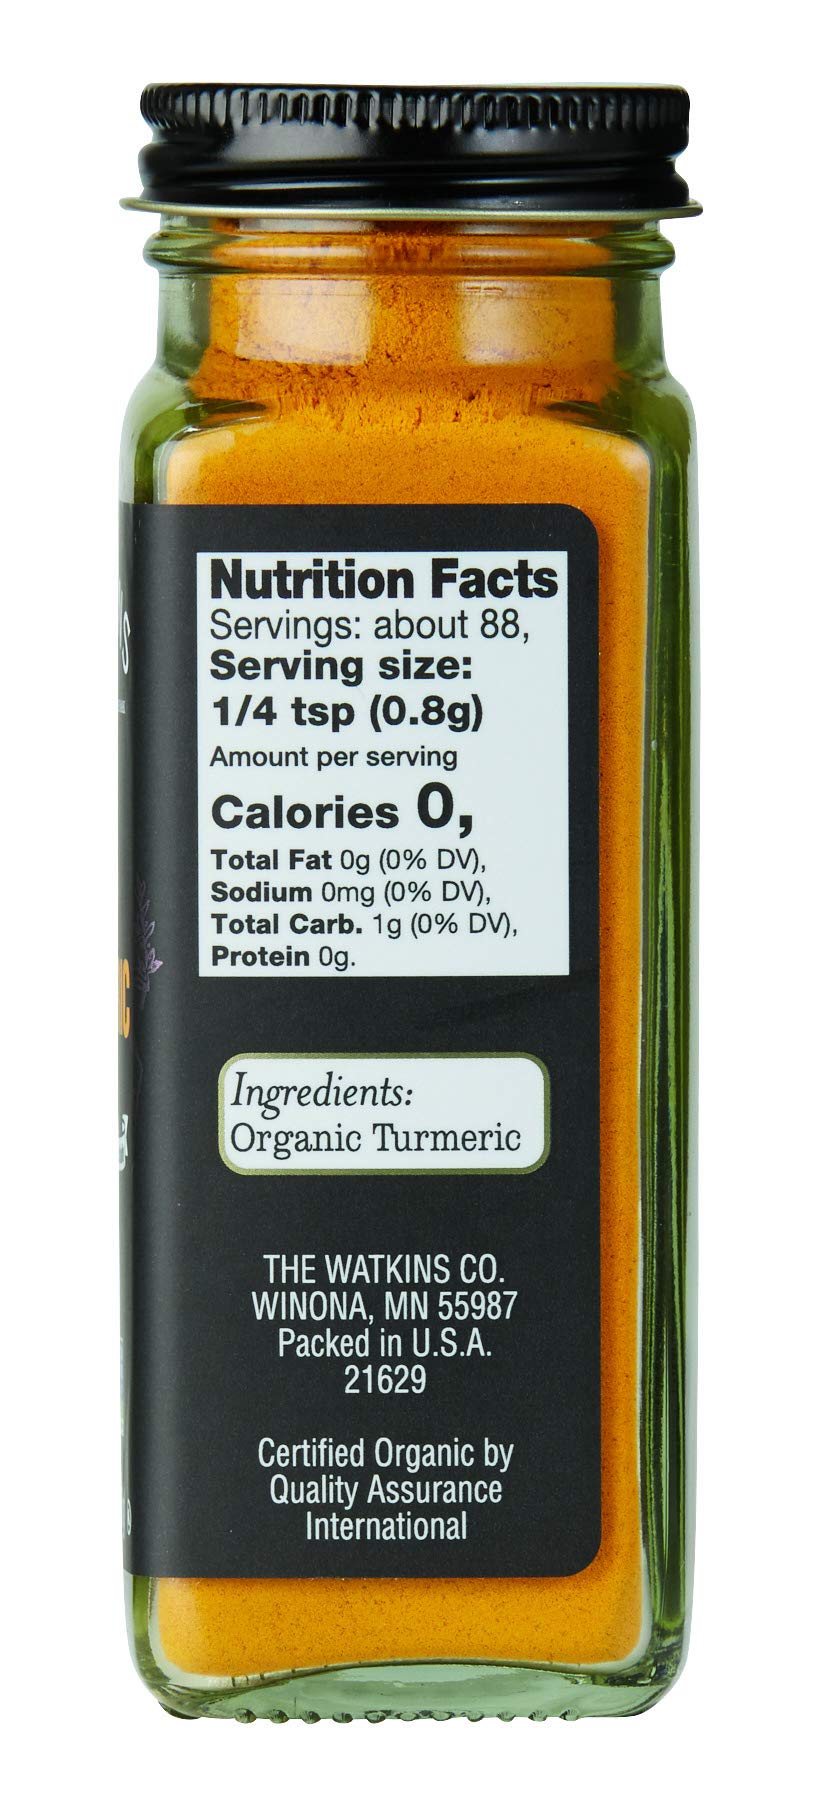 Nutrition Facts
Servings: about 88,
Serving size:
1/4 tsp (0.8g)
Amount per serving
Calories 0,
Total Fat 0g (0% DV),
Sodium 0mg (0% DV),
Total Carb. 1g (0% DV),
Protein 0g.
Ingredients:
Organic Turmeric
THE WATKINS CO.
WINONA, MN 55987
Packed in U.S.A.
21629
Certified Organic by
Quality Assurance
International